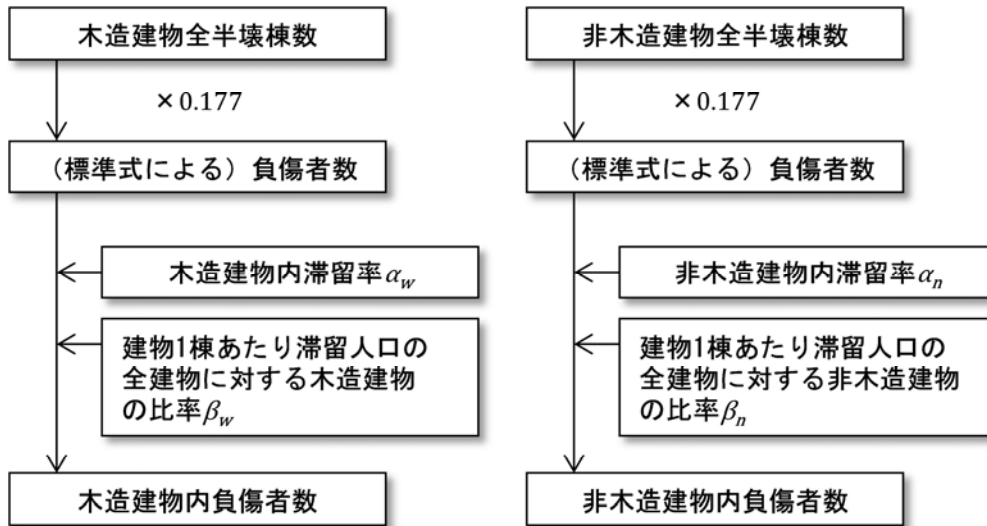 木造建物全半壊棟数
× 0.177
（標準式による）負傷者数
木造建物内滞留率α_w
建物1棟あたり滞留人口の
全建物に対する木造建物
の比率β_w
木造建物内負傷者数
非木造建物全半壊棟数
× 0.177
（標準式による）負傷者数
非木造建物内滞留率α_n
建物1棟あたり滞留人口の
全建物に対する非木造建物
の比率β_n
非木造建物内負傷者数